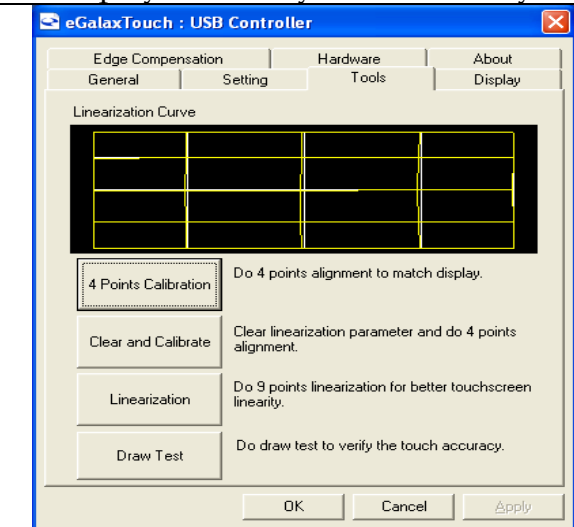 eGalaxTouch : USB Controller
Edge Compensation Hardware About
General Setting Tools Display
Linearization Curve
4 Points Calibration
Do 4 points alignment to match display.
Clear and Calibrate
Clear linearization parameter and do 4 points
alignment.
Linearization
Do 9 points linearization for better touchscreen
linearity.
Draw Test
Do draw test to verify the touch accuracy.
OK Cancel Apply